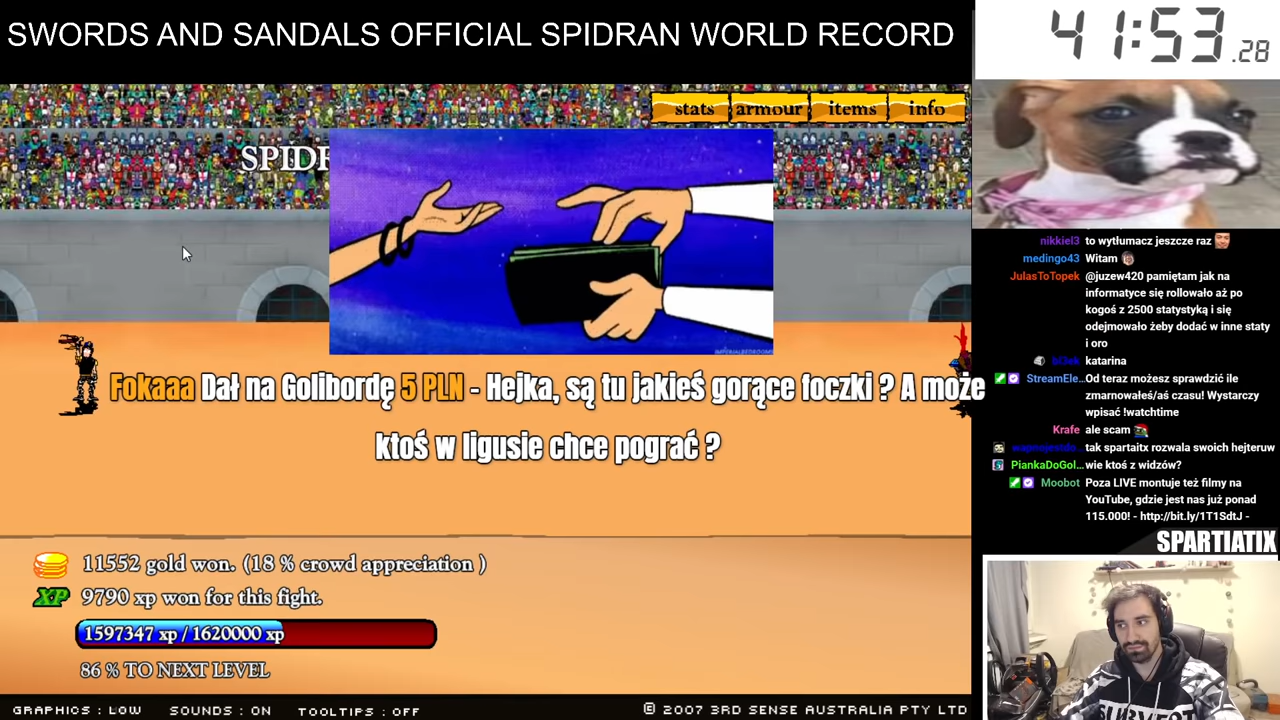 SWORDS AND SANDALS OFFICIAL SPIDRAN WORLD RECORD
41:53.28
stats armour items info
SPIDR
Fokaaa Dał na Golibordę 5 PLN - Hejka, są tu jakieś gorące foczki ? A może
ktoś w ligusie chce pograć ?
11552 gold won. (18 % crowd appreciation )
XP 9790 xp won for this fight.
1597347 xp / 1620000 xp
86 % TO NEXT LEVEL
GRAPHICS : LOW SOUNDS : ON TOOLTIPS : OFF
© 2007 3RD SENSE AUSTRALIA PTY LTD
nikkiel3 to wytłumacz jeszcze raz
medingo43 Witam
JulasToTopek @juzew420 pamiętam jak na
informatyce się rollowało aż po
kogoś z 2500 statystyką i się
odejmowało żeby dodać w inne staty
i oro
katarina
StreamEle... Od teraz możesz sprawdzić ile
zmarnowałeś/aś czasu! Wystarczy
wpisać !watchtime
Krafe ale scam
tak spartaitx rozwala swoich hejteruw
PiankaDoGol... wie ktoś z widzów?
Moobot Poza LIVE montuje też filmy na
YouTube, gdzie jest nas już ponad
115.000! - http://bit.ly/1T1SdtJ -
SPARTIATIX